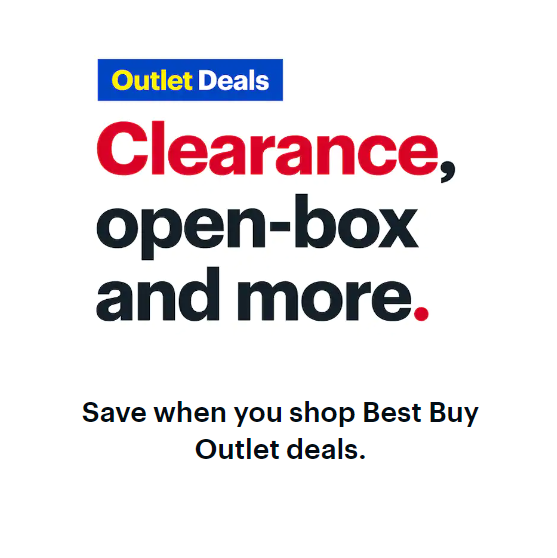 Outlet Deals
Clearance,
open-box
and more.
Save when you shop Best Buy
Outlet deals.